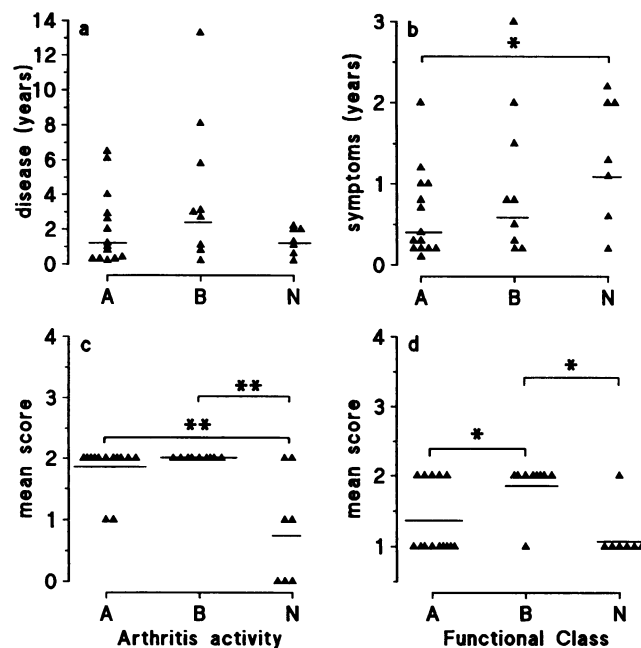 a
disease (years)
14
12
10
8
6
4
2
0
A B N
b
symptoms (years)
3
2
1
0
*
A B N
c
mean score
4
3
2
1
0
**
**
A B N
Arthritis activity
d
mean score
4
3
2
1
*
*
A B N
Functional Class